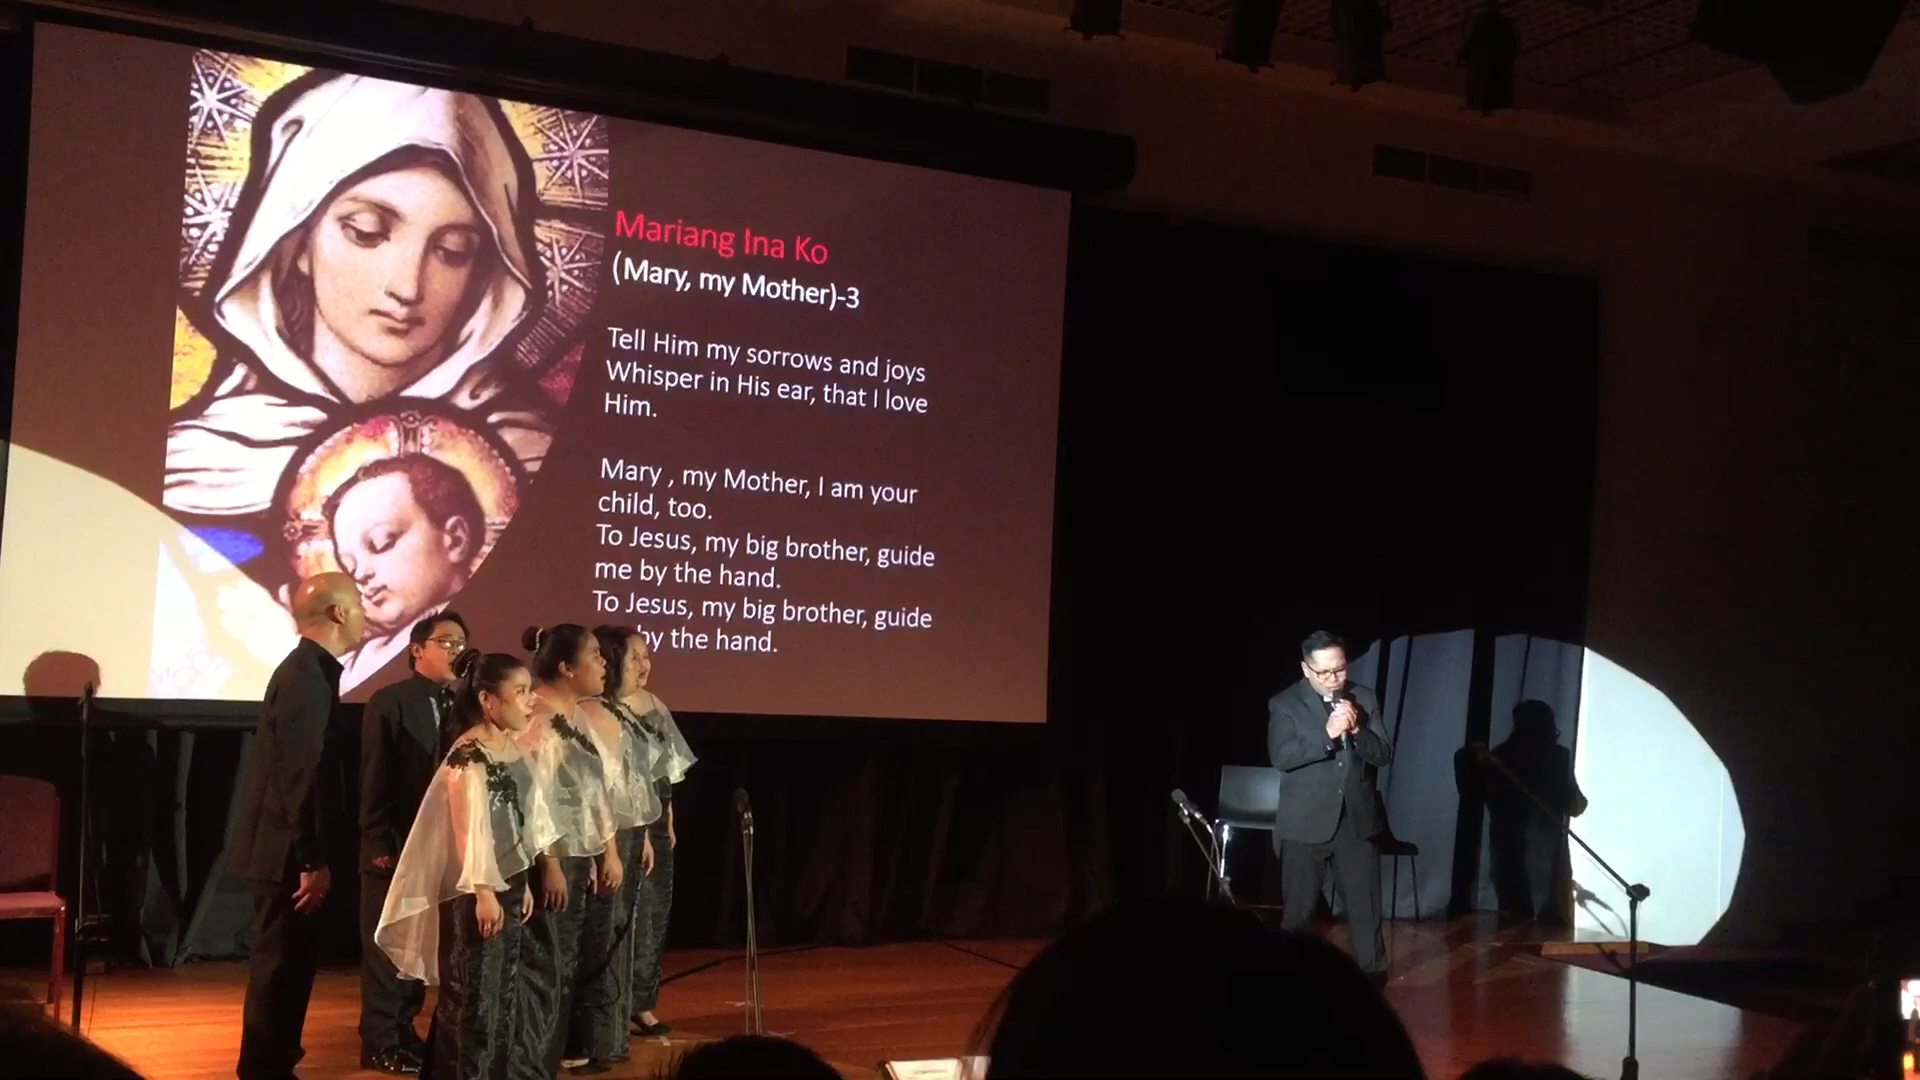 Mariang Ina Ko
(Mary, my Mother)-3
Tell Him my sorrows and joys
Whisper in His ear, that I love
Him.
Mary , my Mother, I am your
child, too.
To Jesus, my big brother, guide
me by the hand.
To Jesus, my big brother, guide
by the hand.